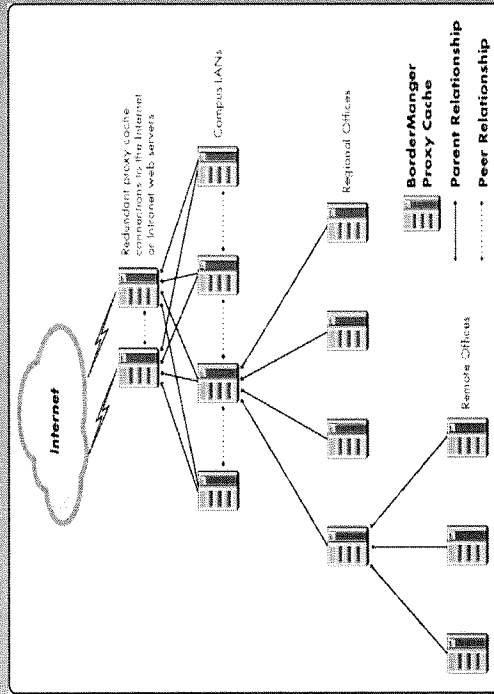 Internet
Redundant proxy cache
connections to the Internet
or Intranet web servers
Campus LANs
Regional Offices
Remote Offices
BorderManger
Proxy Cache
Parent Relationship
Peer Relationship